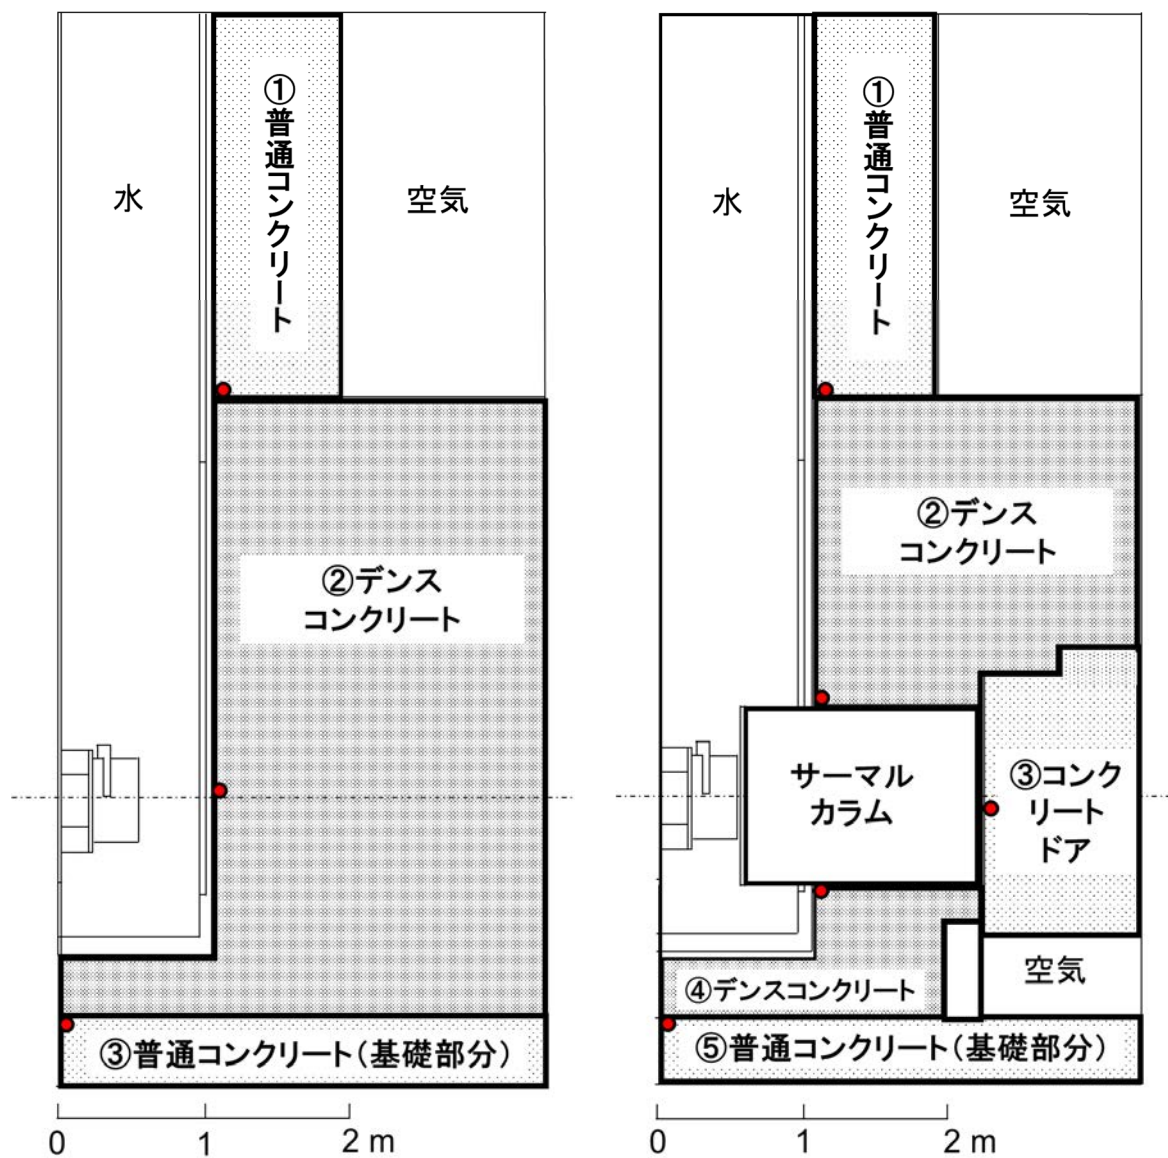 ①普通コンクリート
水
空気
②デンス
コンクリート
③普通コンクリート(基礎部分)
0
1
2 m
①普通コンクリート
水
空気
②デンス
コンクリート
サーマル
カラム
③コンク
リート
ドア
空気
④デンスコンクリート
⑤普通コンクリート(基礎部分)
0
1
2 m